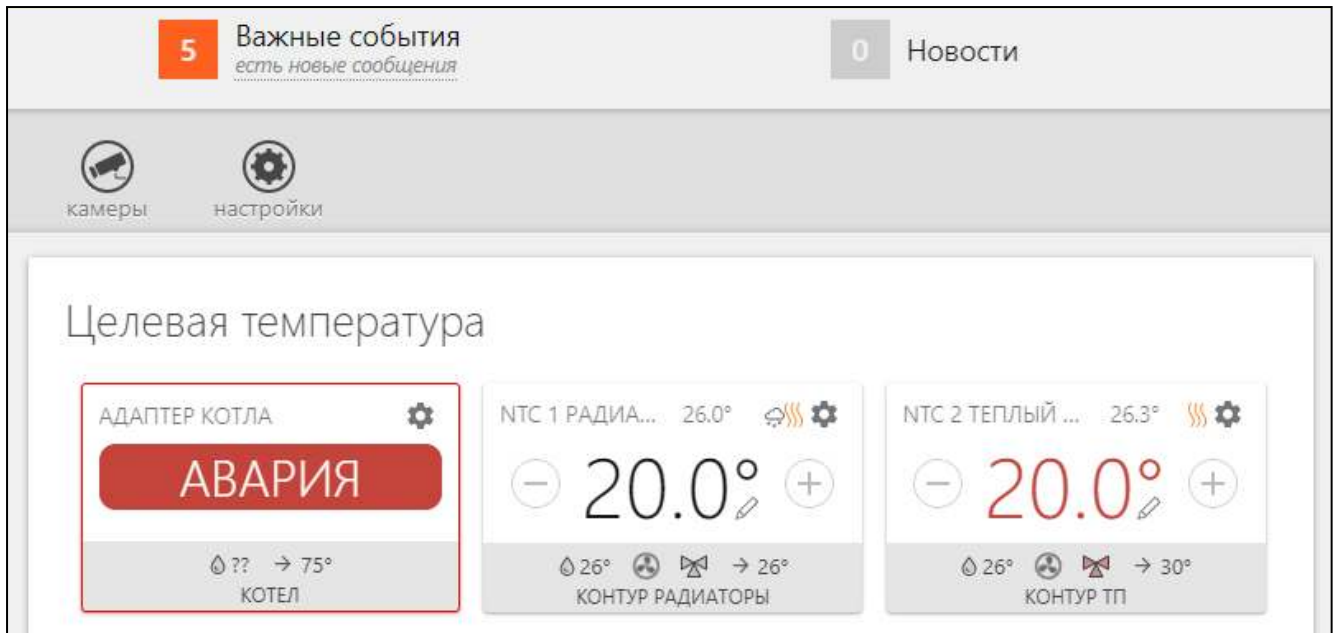 5 Важные события
есть новые сообщения
0 Новости
камеры настройки
Целевая температура
АДАПТЕР КОТЛА
АВАРИЯ
?? → 75°
КОТЕЛ
NTC 1 РАДИА... 26.0°
20.0°
26° → 26°
КОНТУР РАДИАТОРЫ
NTC 2 ТЕПЛЫЙ ... 26.3°
20.0°
26° → 30°
КОНТУР ТП